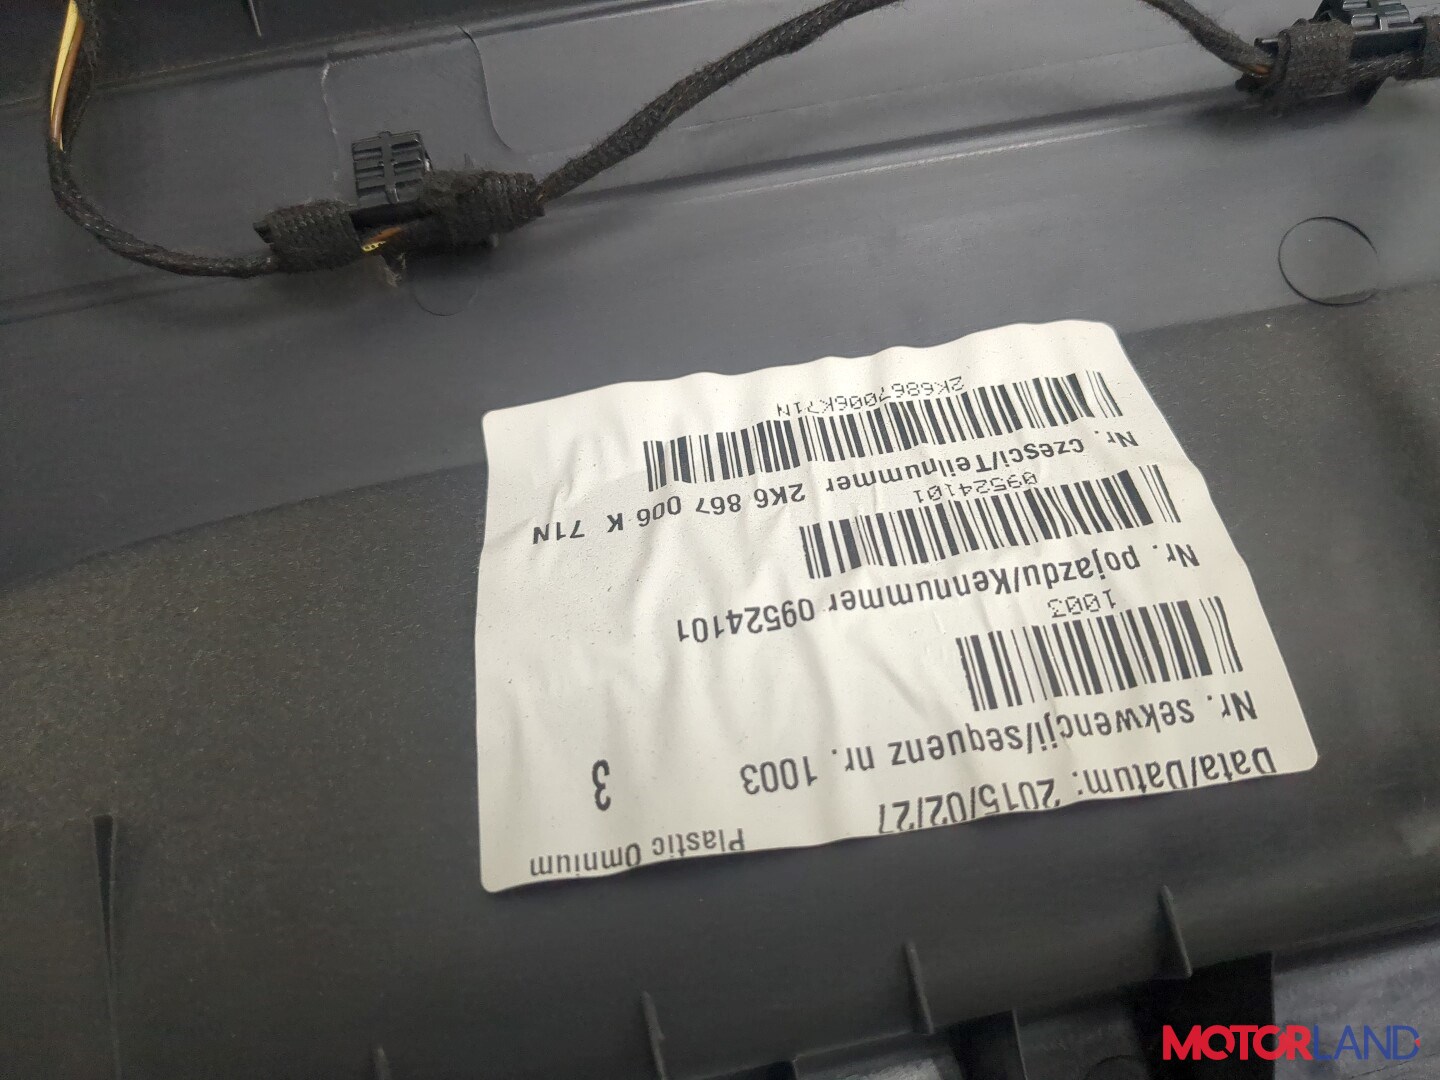 Plastic Omnium
Data/Datum: 2015/02/27
3
Nr. sekwencji/sequenz nr. 1003
1003
Nr. pojazdu/Kennummer 09524101
09524101
Nr. części/Teilnummer 2K6 867 006 K 71N
2K6867006K71N
MOTORLAND